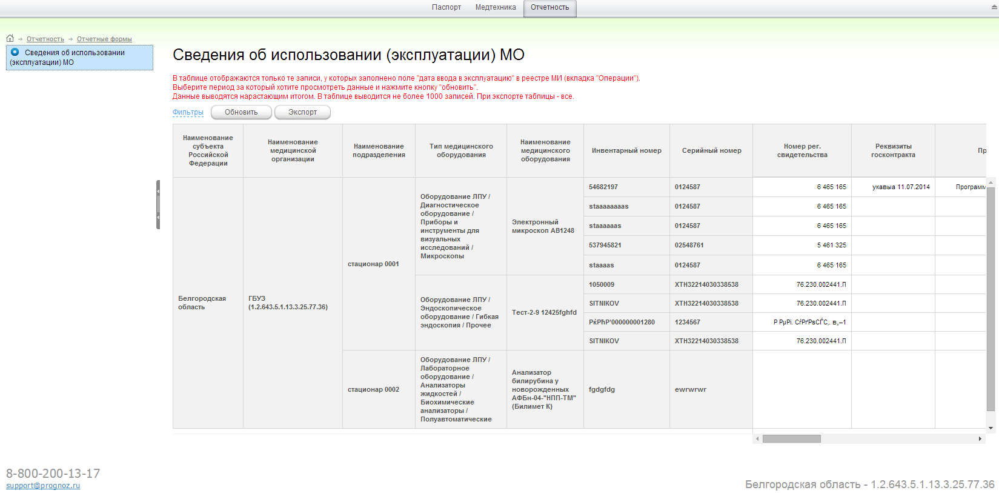 Паспорт Медтехника Отчетность
Отчетность → Отчетные формы
Сведения об использовании
(эксплуатации) МО
Сведения об использовании (эксплуатации) МО
В таблице отображаются только те записи, у которых заполнено поле "дата ввода в эксплуатацию" в реестре МИ (вкладка "Операции").
Выберите период за который хотите просмотреть данные и нажмите кнопку "обновить".
Данные выводятся нарастающим итогом. В таблице выводится не более 1000 записей. При экспорте таблицы - все.
Фильтры Обновить Экспорт
Наименование
субъекта
Российской
Федерации
Наименование
медицинской
организации
Наименование
подразделения
Тип медицинского
оборудования
Наименование
медицинского
оборудования
Инвентарный номер
Серийный номер
Номер рег.
свидетельства
Реквизиты
госконтракта
Пр
Белгородская
область
ГБУЗ
(1.2.643.5.1.13.3.25.77.36)
стационар 0001
Оборудование ЛПУ /
Диагностическое
оборудование /
Приборы и
инструменты для
визуальных
исследований /
Микроскопы
Электронный
микроскоп АВ1248
54682197 0124587 6 465 165 укавыа 11.07.2014 Программ
staaaaaaas 0124587 6 465 165
staaaaaas 0124587 6 465 165
537945821 02548761 5 461 325
staaaas 0124587 6 465 165
Оборудование ЛПУ /
Эндоскопическое
оборудование / Гибкая
эндоскопия / Прочее
Тест-2-9 12425fghfd
1050009 XTH32214030338538 76.230.002441.П
SITNIKOV XTH32214030338538 76.230.002441.П
РќРћР'000000001280 1234567 Р РµРі. СѓРґРѕСЃС‚. в„–1
SITNIKOV XTH32214030338538 76.230.002441.П
стационар 0002
Оборудование ЛПУ /
Лабораторное
оборудование /
Анализаторы
жидкостей /
Биохимические
анализаторы /
Полуавтоматические
Анализатор
билирубина у
новорожденных
АФБн-04-"НПП-ТМ"
(Билимет К)
fgdgfdg ewrwrwr
8-800-200-13-17
support@prognoz.ru
Белгородская область - 1.2.643.5.1.13.3.25.77.36